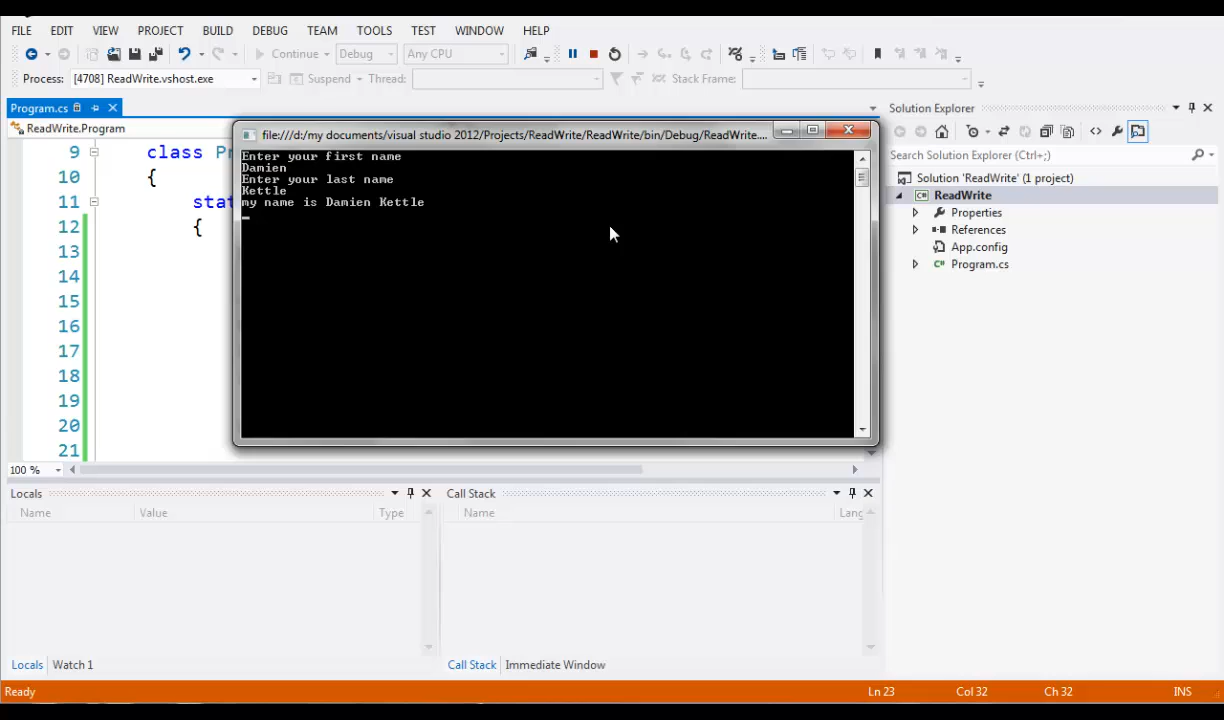 FILE EDIT VIEW PROJECT BUILD DEBUG TEAM TOOLS TEST WINDOW HELP
Continue Debug Any CPU
Process: [4708] ReadWrite.vshost.exe Suspend Thread: Stack Frame:
Program.cs
ReadWrite.Program
9 class P
10 {
11 stat
12 {
13
14
15
16
17
18
19
20
21
100 %
file:///d:/my documents/visual studio 2012/Projects/ReadWrite/ReadWrite/bin/Debug/ReadWrite....
Enter your first name
Damien
Enter your last name
Kettle
my name is Damien Kettle
Solution Explorer
Search Solution Explorer (Ctrl+;)
Solution 'ReadWrite' (1 project)
ReadWrite
Properties
References
App.config
Program.cs
Locals
Name Value Type
Locals Watch 1
Call Stack
Name Lang
Call Stack Immediate Window
Ready Ln 23 Col 32 Ch 32 INS